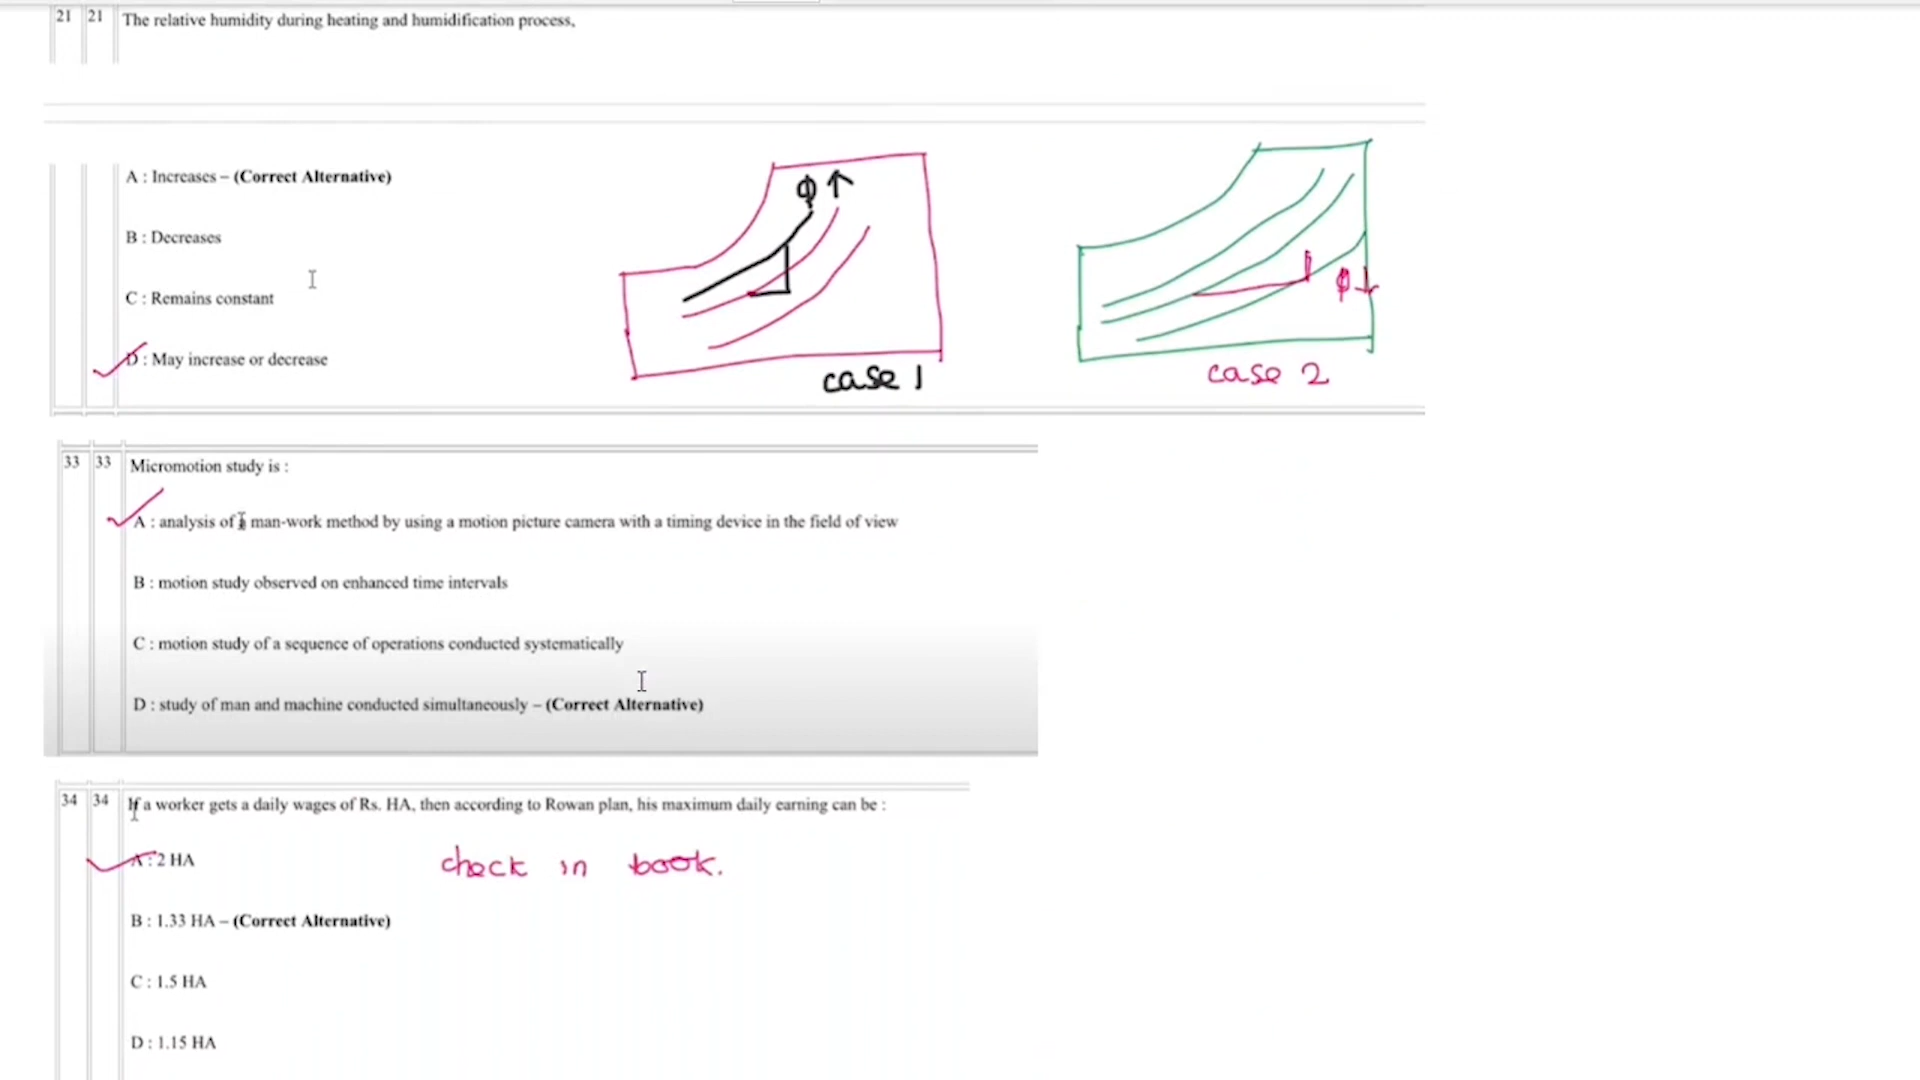 21 21 The relative humidity during heating and humidification process,
A : Increases – (Correct Alternative)
B : Decreases
C : Remains constant
D : May increase or decrease
ϕ ↑
case 1
ϕ ↓
case 2
33 33 Micromotion study is :
A : analysis of a man-work method by using a motion picture camera with a timing device in the field of view
B : motion study observed on enhanced time intervals
C : motion study of a sequence of operations conducted systematically
D : study of man and machine conducted simultaneously – (Correct Alternative)
34 34 If a worker gets a daily wages of Rs. HA, then according to Rowan plan, his maximum daily earning can be :
A : 2 HA
check in book.
B : 1.33 HA – (Correct Alternative)
C : 1.5 HA
D : 1.15 HA